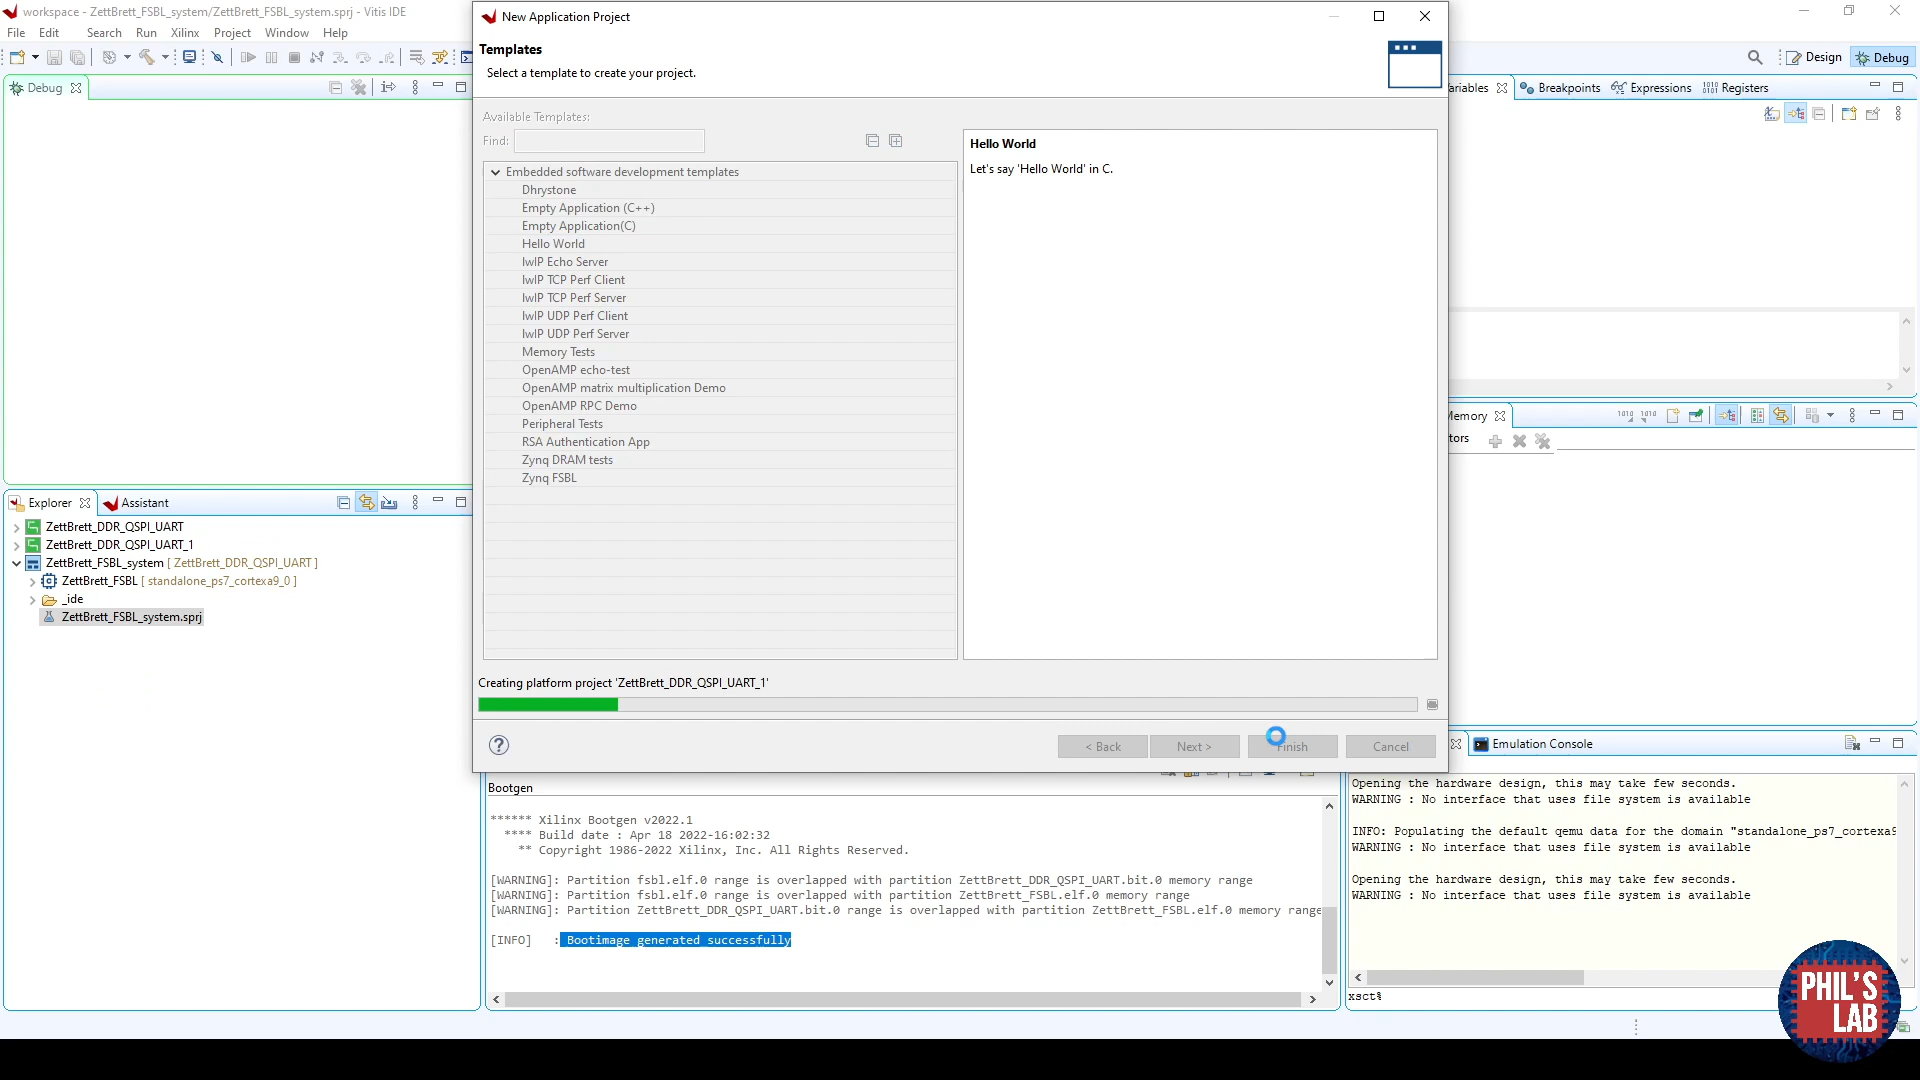 workspace - ZettBrett_FSBL_system/ZettBrett_FSBL_system.sprj - Vitis IDE
File Edit Search Run Xilinx Project Window Help
Design
Debug
Debug
Explorer
Assistant
ZettBrett_DDR_QSPI_UART
ZettBrett_DDR_QSPI_UART_1
ZettBrett_FSBL_system [ ZettBrett_DDR_QSPI_UART ]
ZettBrett_FSBL [ standalone_ps7_cortexa9_0 ]
_ide
ZettBrett_FSBL_system.sprj
New Application Project
Templates
Select a template to create your project.
Available Templates:
Find:
Embedded software development templates
Dhrystone
Empty Application (C++)
Empty Application(C)
Hello World
lwIP Echo Server
lwIP TCP Perf Client
lwIP TCP Perf Server
lwIP UDP Perf Client
lwIP UDP Perf Server
Memory Tests
OpenAMP echo-test
OpenAMP matrix multiplication Demo
OpenAMP RPC Demo
Peripheral Tests
RSA Authentication App
Zynq DRAM tests
Zynq FSBL
Hello World
Let's say 'Hello World' in C.
Creating platform project 'ZettBrett_DDR_QSPI_UART_1'
< Back
Next >
Finish
Cancel
ariables
Breakpoints
Expressions
Registers
Memory
tors
Bootgen
****** Xilinx Bootgen v2022.1
**** Build date : Apr 18 2022-16:02:32
** Copyright 1986-2022 Xilinx, Inc. All Rights Reserved.
[WARNING]: Partition fsbl.elf.0 range is overlapped with partition ZettBrett_DDR_QSPI_UART.bit.0 memory range
[WARNING]: Partition fsbl.elf.0 range is overlapped with partition ZettBrett_FSBL.elf.0 memory range
[WARNING]: Partition ZettBrett_DDR_QSPI_UART.bit.0 range is overlapped with partition ZettBrett_FSBL.elf.0 memory range
[INFO] : Bootimage generated successfully
Emulation Console
Opening the hardware design, this may take few seconds.
WARNING : No interface that uses file system is available
INFO: Populating the default qemu data for the domain "standalone_ps7_cortexa9
WARNING : No interface that uses file system is available
Opening the hardware design, this may take few seconds.
WARNING : No interface that uses file system is available
xsct%
PHIL'S
LAB